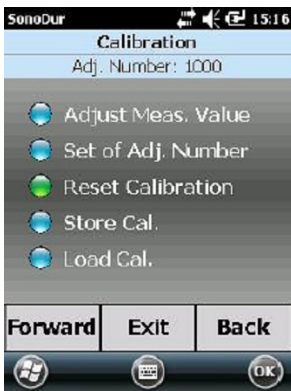 SonoDur 15:16
Calibration
Adj. Number: 1000
Adjust Meas. Value
Set of Adj. Number
Reset Calibration
Store Cal.
Load Cal.
Forward Exit Back
OK